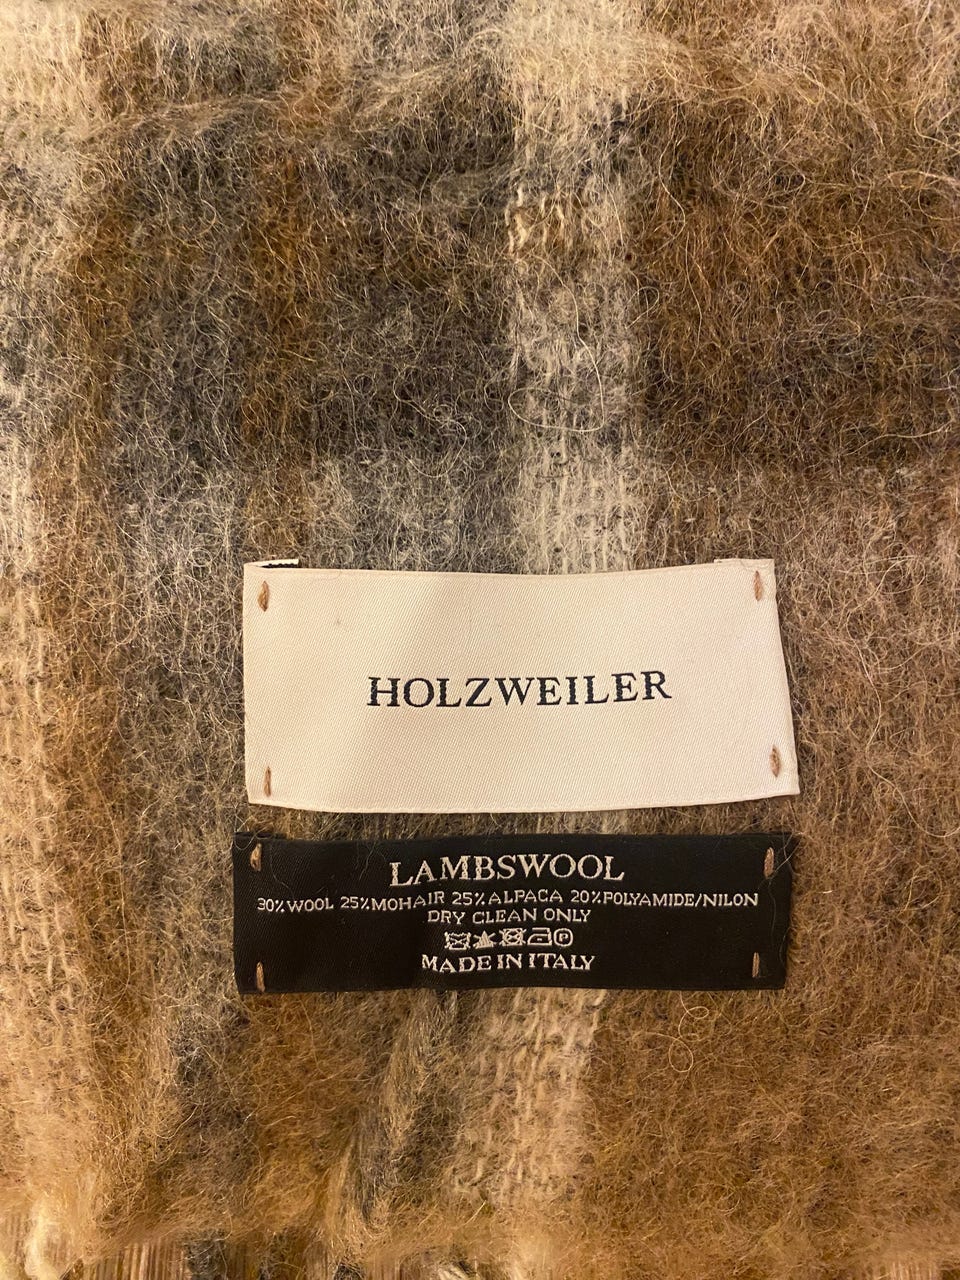 HOLZWEILER
LAMBSWOOL
30% WOOL 25% MOHAIR 25% ALPACA 20% POLYAMIDE/NILON
DRY CLEAN ONLY
P
MADE IN ITALY